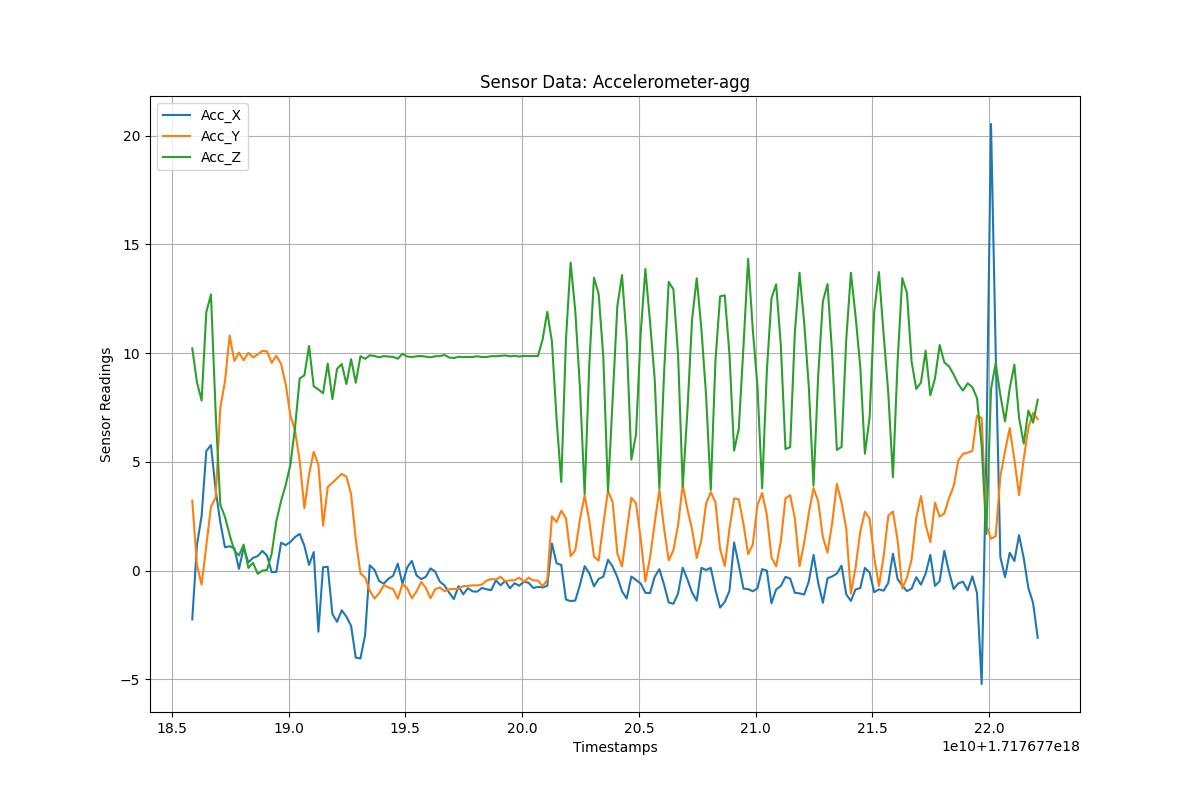 Sensor Data: Accelerometer-agg
Acc_X
Acc_Y
Acc_Z
20
15
10
5
0
−5
Sensor Readings
18.5 19.0 19.5 20.0 20.5 21.0 21.5 22.0
Timestamps
1e10+1.717677e18